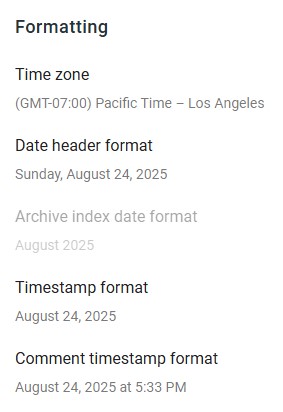 Formatting
Time zone
(GMT-07:00) Pacific Time – Los Angeles
Date header format
Sunday, August 24, 2025
Archive index date format
August 2025
Timestamp format
August 24, 2025
Comment timestamp format
August 24, 2025 at 5:33 PM